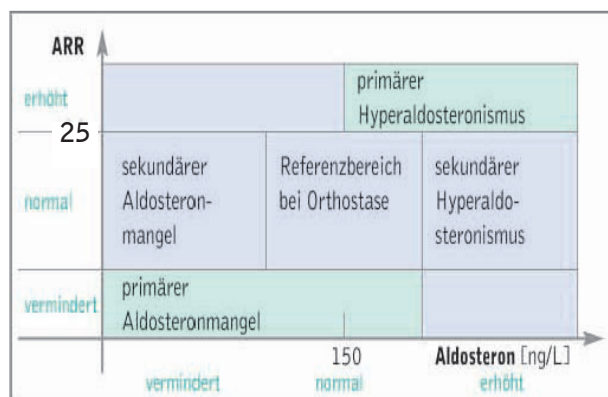 ARR
erhöht
primärer
Hyperaldosteronismus
25
normal
sekundärer
Aldosteron-
mangel
Referenzbereich
bei Orthostase
sekundärer
Hyperaldo-
steronismus
vermindert
primärer
Aldosteronmangel
150
Aldosteron [ng/L]
vermindert
normal
erhöht